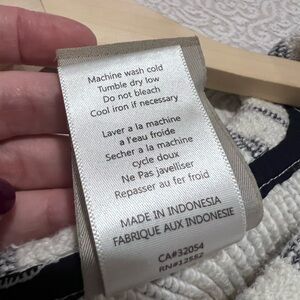 Machine wash cold
Tumble dry low
Do not bleach
Cool iron if necessary
Laver a la machine
a l'eau froide
Secher a la machine
cycle doux
Ne Pas javelliser
Repasser au fer froid
MADE IN INDONESIA
FABRIQUE AUX INDONESIE
CA#32054
RN#12552